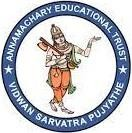 ANNAMACHARY EDUCATIONAL TRUST
VIDWAN SARVATRA PUJYATHE